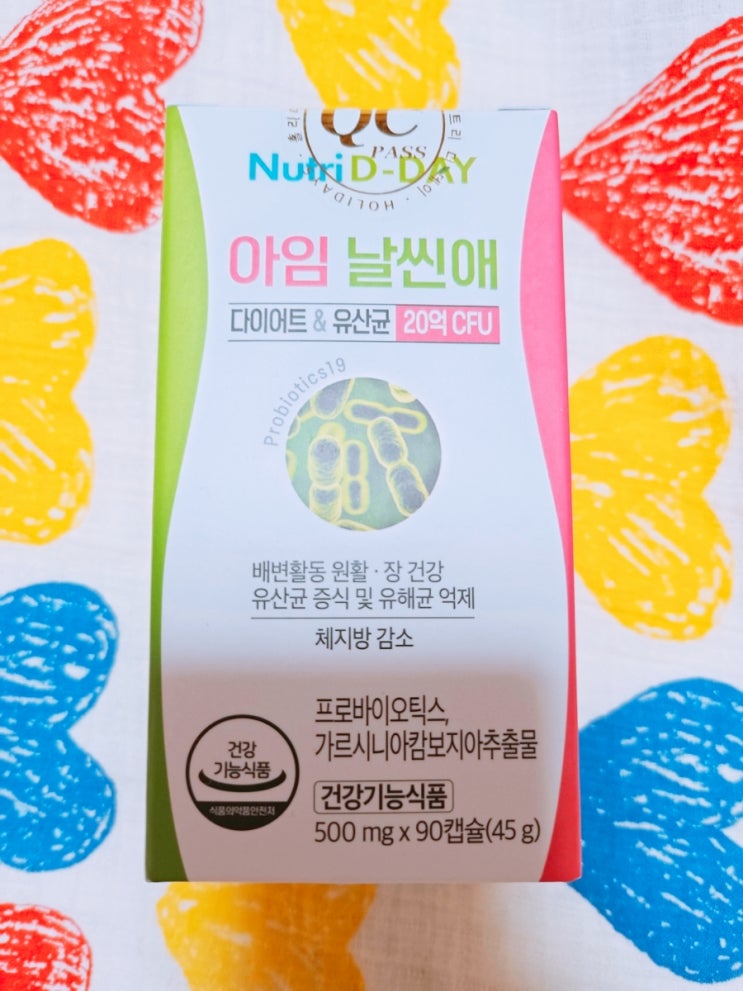 QC
PASS
HOLIDAY
Nutri D-DAY
아임 날씬애
다이어트 & 유산균 20억 CFU
Probiotics19
배변활동 원활 · 장 건강
유산균 증식 및 유해균 억제
체지방 감소
프로바이오틱스,
가르시니아캄보지아추출물
건강
기능식품
식품의약품안전처
건강기능식품
500 mg x 90캡슐(45 g)